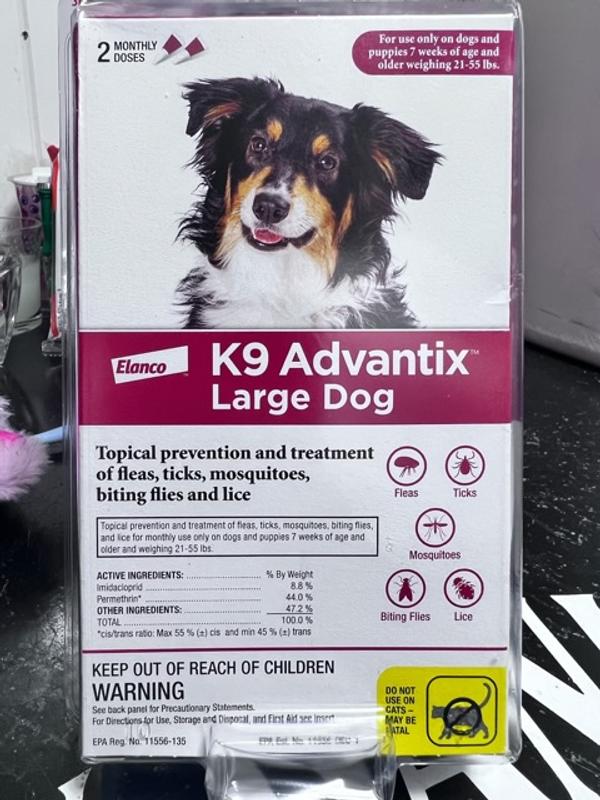 2 MONTHLY DOSES
For use only on dogs and
puppies 7 weeks of age and
older weighing 21-55 lbs.
Elanco
K9 Advantix™
Large Dog
Topical prevention and treatment
of fleas, ticks, mosquitoes,
biting flies and lice
Fleas
Ticks
Mosquitoes
Biting Flies
Lice
Topical prevention and treatment of fleas, ticks, mosquitoes, biting flies,
and lice for monthly use only on dogs and puppies 7 weeks of age and
older and weighing 21-55 lbs.
ACTIVE INGREDIENTS: % By Weight
Imidacloprid 8.8 %
Permethrin* 44.0 %
OTHER INGREDIENTS: 47.2 %
TOTAL 100.0 %
*cis/trans ratio: Max 55 % (±) cis and min 45 % (±) trans
KEEP OUT OF REACH OF CHILDREN
WARNING
See back panel for Precautionary Statements.
For Directions for Use, Storage and Disposal, and First Aid see insert.
EPA Reg. No. 11556-135
EPA Est. No.
DO NOT
USE ON
CATS –
MAY BE
FATAL